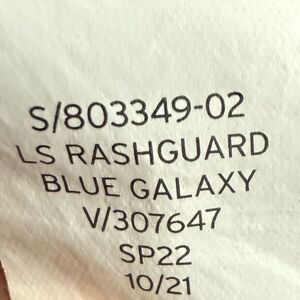 S/803349-02
LS RASHGUARD
BLUE GALAXY
V/307647
SP22
10/21